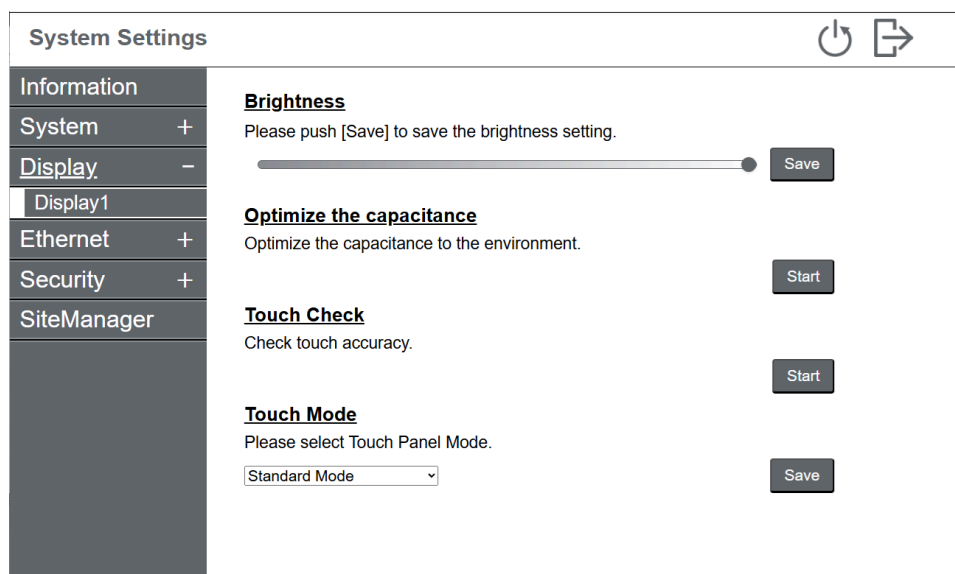 System Settings
Information
System +
Display -
Display1
Ethernet +
Security +
SiteManager
Brightness
Please push [Save] to save the brightness setting.
Save
Optimize the capacitance
Optimize the capacitance to the environment.
Start
Touch Check
Check touch accuracy.
Start
Touch Mode
Please select Touch Panel Mode.
Standard Mode
Save